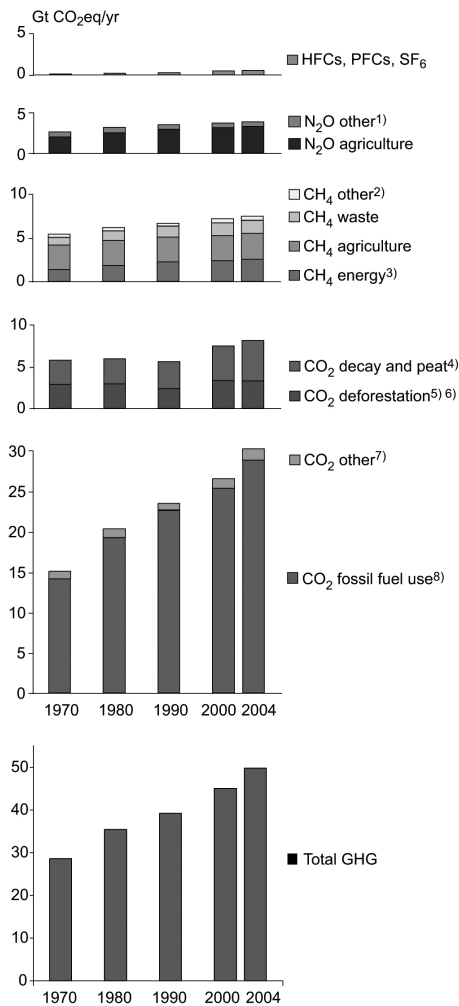 Gt CO₂eq/yr
5
0
HFCs, PFCs, SF₆
5
0
N₂O other¹⁾
N₂O agriculture
10
5
0
CH₄ other²⁾
CH₄ waste
CH₄ agriculture
CH₄ energy³⁾
10
5
0
CO₂ decay and peat⁴⁾
CO₂ deforestation⁵⁾ ⁶⁾
30
25
20
15
10
5
0
CO₂ other⁷⁾
CO₂ fossil fuel use⁸⁾
1970 1980 1990 2000 2004
50
40
30
20
10
0
Total GHG
1970 1980 1990 2000 2004